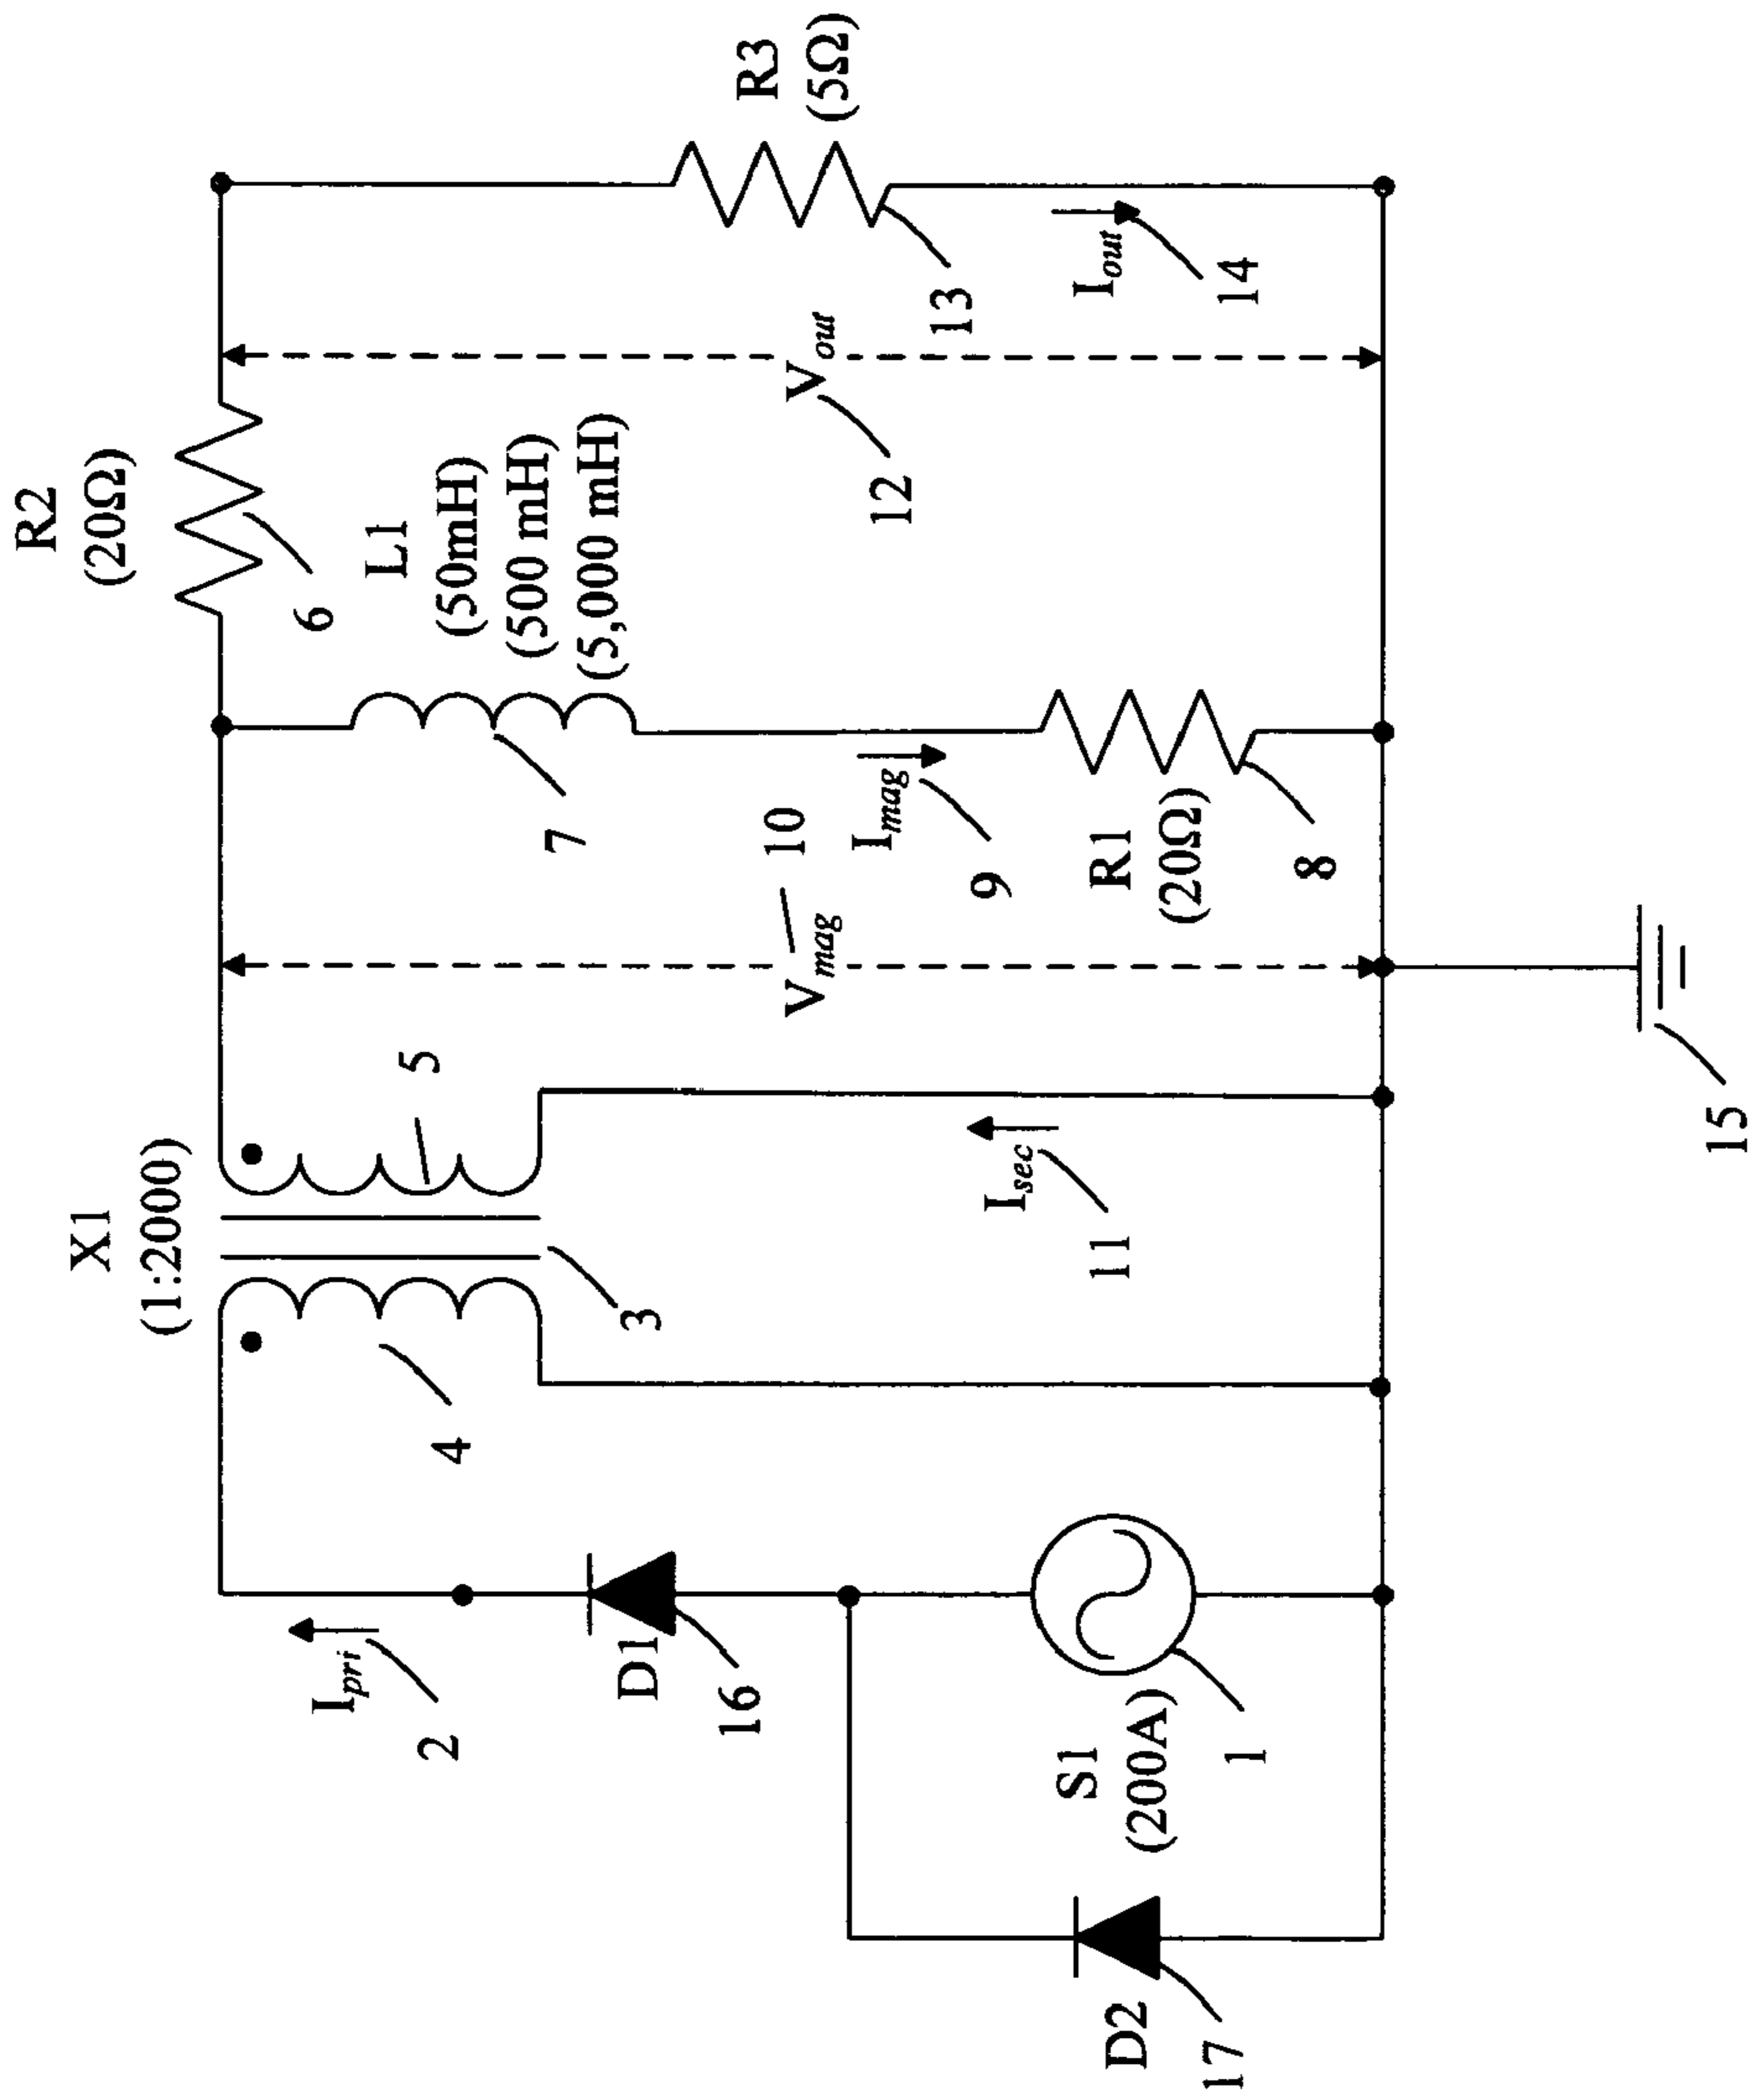 R2
(20Ω)
6
L1
(50mH)
(500 mH)
(5,000 mH)
7
R3
(5Ω)
13
Iout
14
Vout
12
10
Vmag
Imag
9
R1
(20Ω)
8
X1
(1:2000)
5
4
3
Isec
11
15
Ipri
2
D1
16
S1
(200A)
1
D2
17